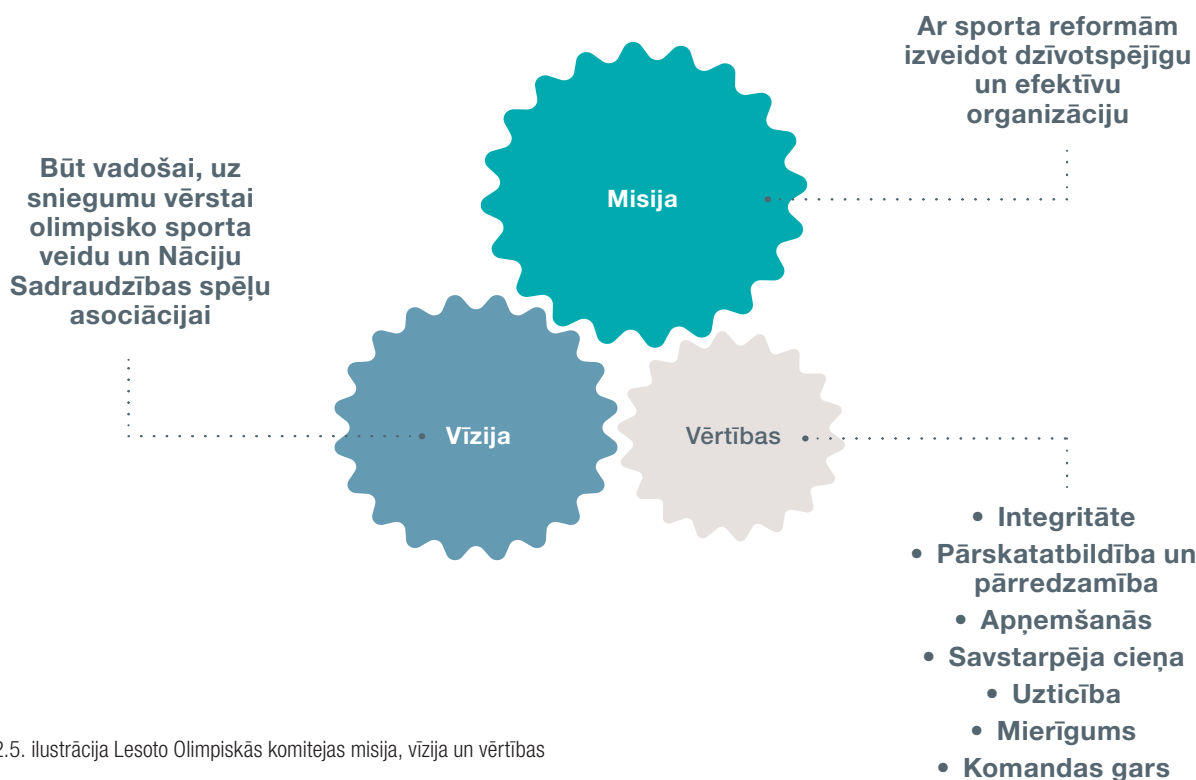 Ar sporta reformām
izveidot dzīvotspējīgu
un efektīvu
organizāciju
Būt vadošai, uz
sniegumu vērstai
olimpisko sporta
veidu un Nāciju
Sadraudzības spēļu
asociācijai
Misija
Vīzija
Vērtības
• Integritāte
• Pārskatatbildība un
pārredzamība
• Apņemšanās
• Savstarpēja cieņa
• Uzticība
• Mierīgums
• Komandas gars
2.5. ilustrācija Lesoto Olimpiskās komitejas misija, vīzija un vērtības